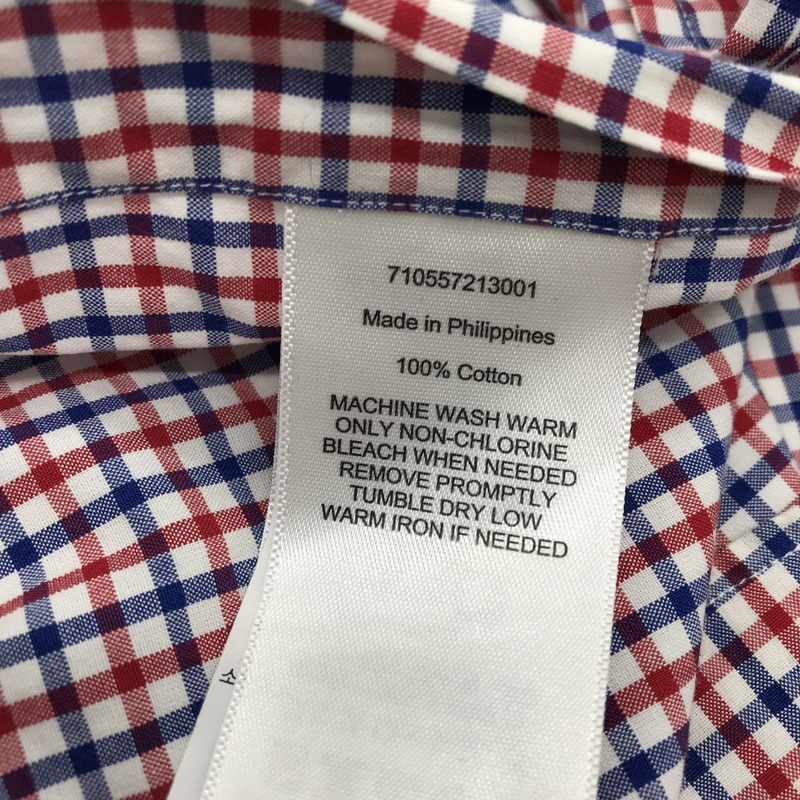 710557213001
Made in Philippines
100% Cotton
MACHINE WASH WARM
ONLY NON-CHLORINE
BLEACH WHEN NEEDED
REMOVE PROMPTLY
TUMBLE DRY LOW
WARM IRON IF NEEDED
소